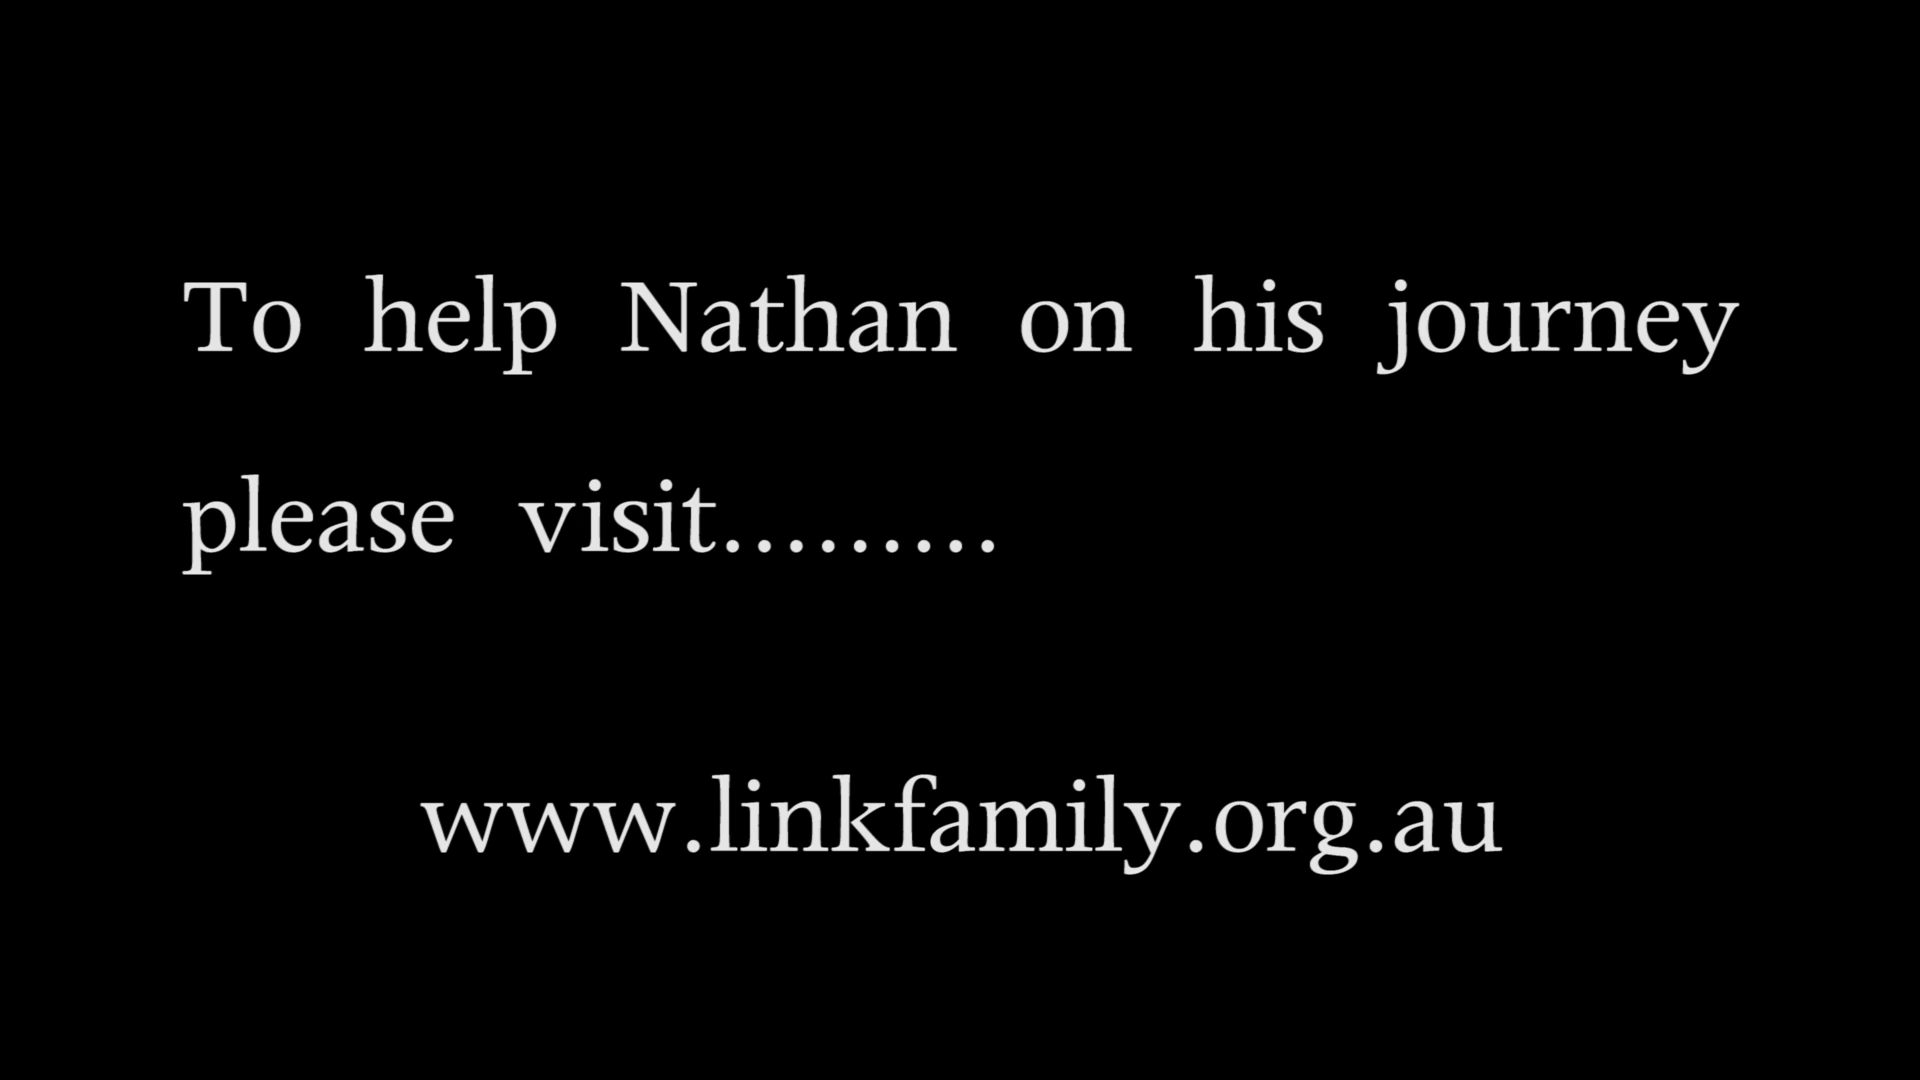 To help Nathan on his journey
please visit.........
www.linkfamily.org.au